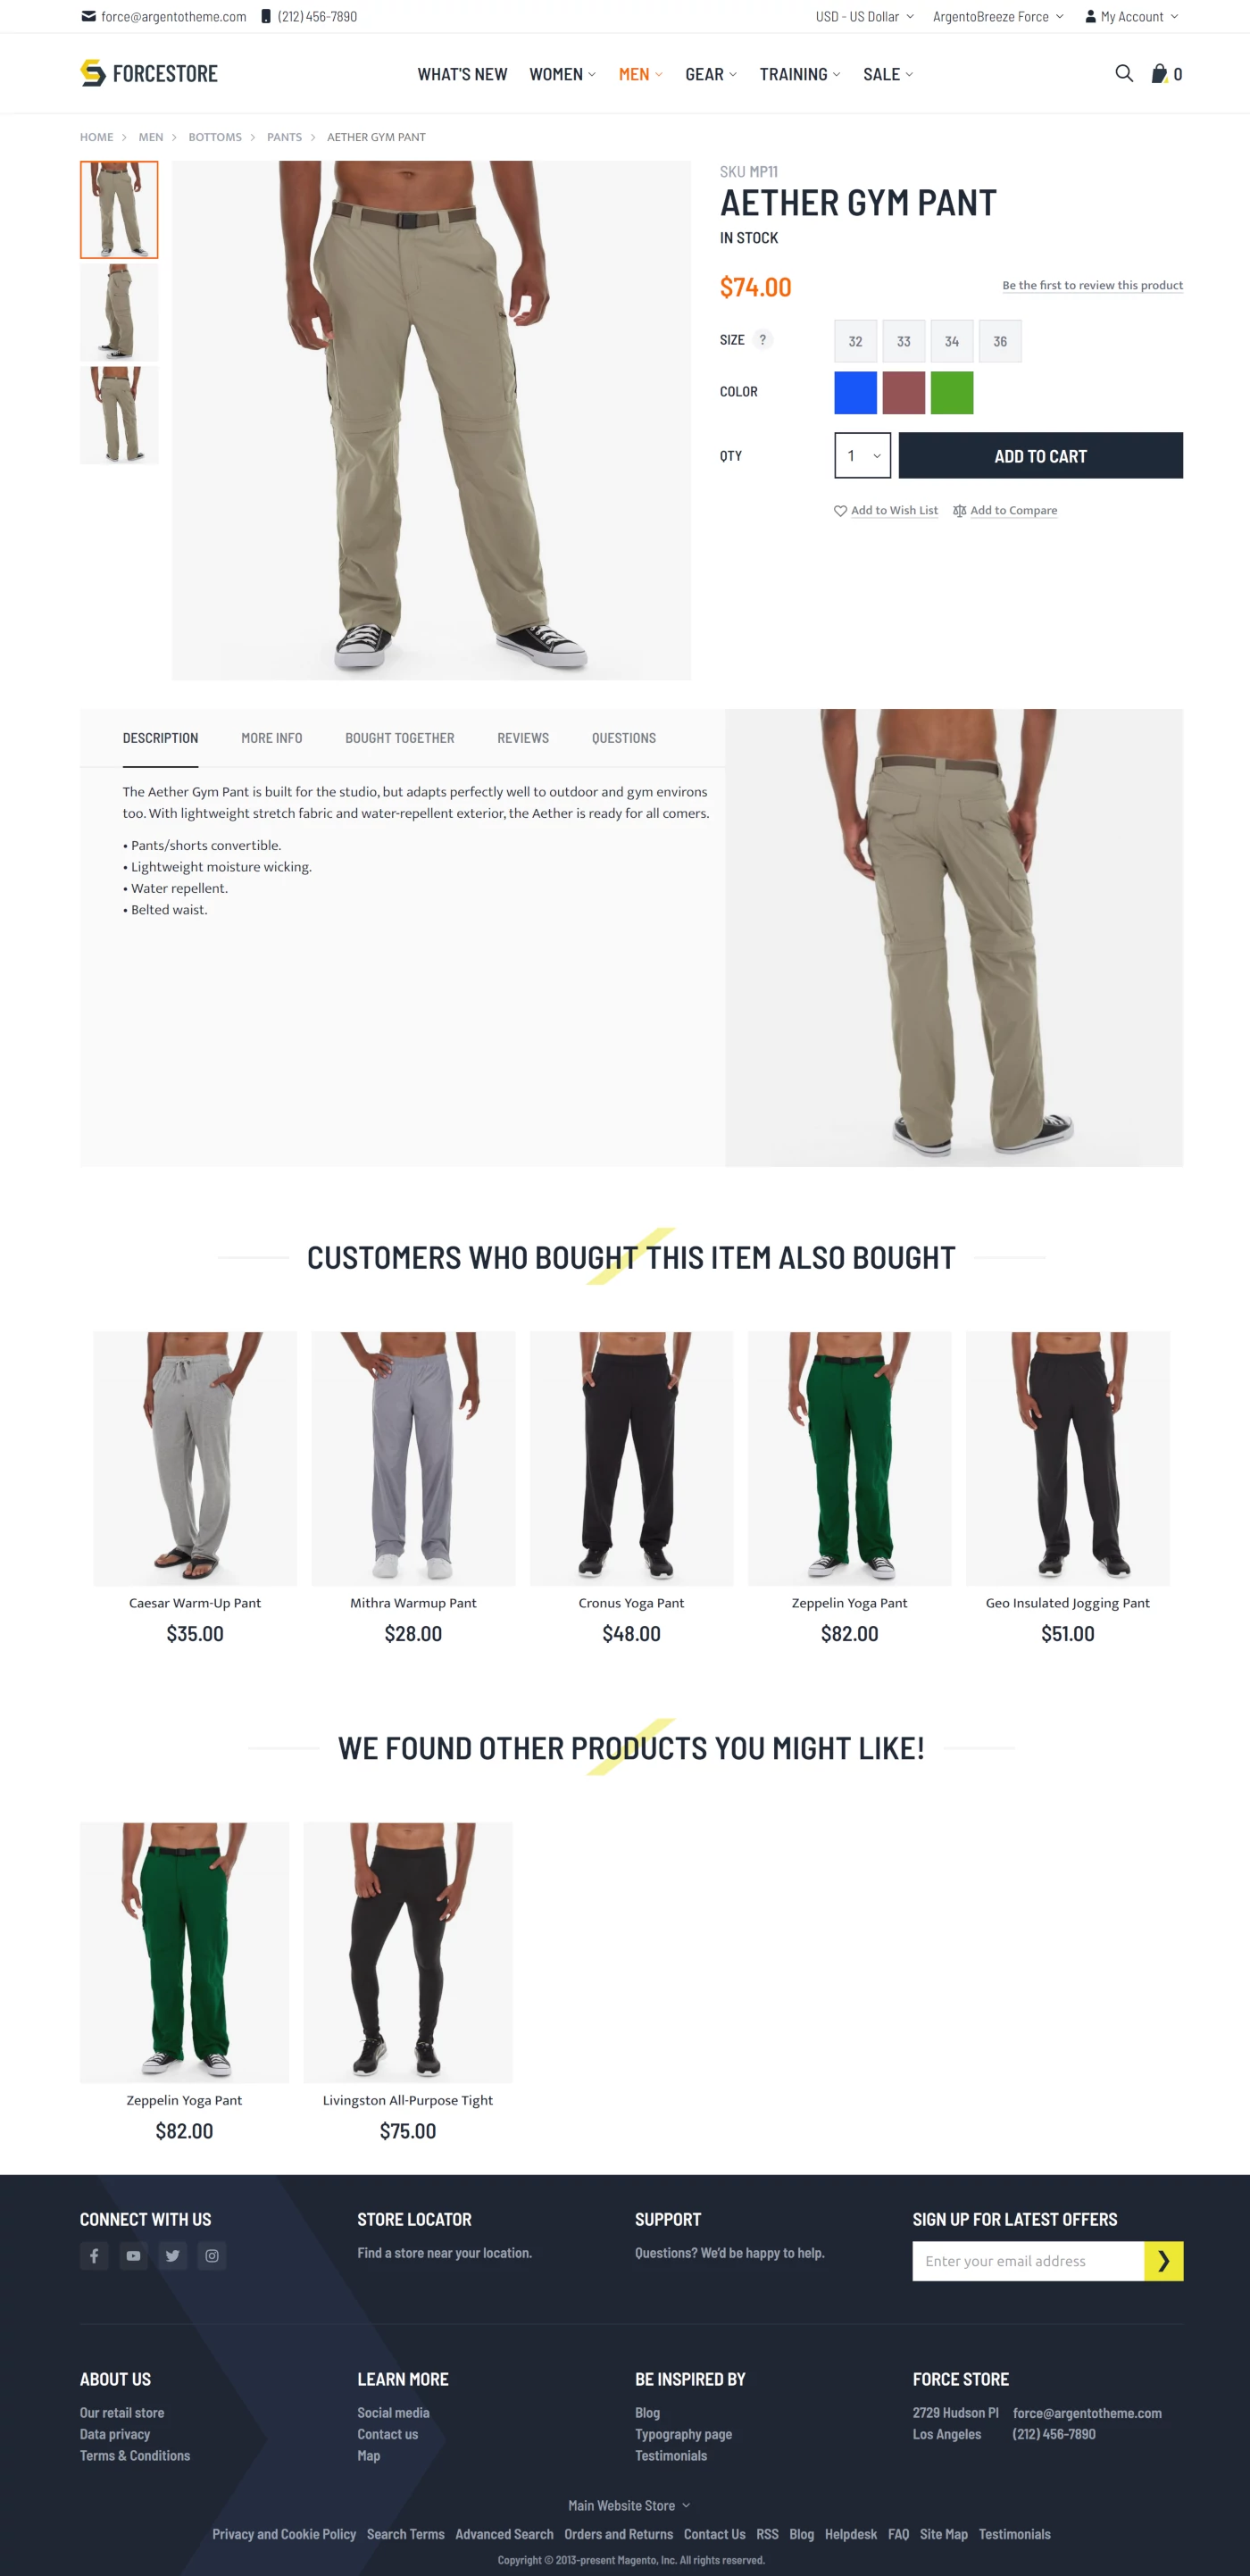 force@argentotheme.com (212) 456-7890 USD - US Dollar ArgentoBreeze Force My Account
FORCESTORE WHAT'S NEW WOMEN MEN GEAR TRAINING SALE 0
HOME MEN BOTTOMS PANTS AETHER GYM PANT
SKU MP11
AETHER GYM PANT
IN STOCK
$74.00 Be the first to review this product
SIZE ? 32 33 34 36
COLOR
QTY 1 ADD TO CART
Add to Wish List Add to Compare
DESCRIPTION MORE INFO BOUGHT TOGETHER REVIEWS QUESTIONS
The Aether Gym Pant is built for the studio, but adapts perfectly well to outdoor and gym environs
too. With lightweight stretch fabric and water-repellent exterior, the Aether is ready for all comers.
• Pants/shorts convertible.
• Lightweight moisture wicking.
• Water repellent.
• Belted waist.
CUSTOMERS WHO BOUGHT THIS ITEM ALSO BOUGHT
Caesar Warm-Up Pant Mithra Warmup Pant Cronus Yoga Pant Zeppelin Yoga Pant Geo Insulated Jogging Pant
$35.00 $28.00 $48.00 $82.00 $51.00
WE FOUND OTHER PRODUCTS YOU MIGHT LIKE!
Zeppelin Yoga Pant Livingston All-Purpose Tight
$82.00 $75.00
CONNECT WITH US STORE LOCATOR SUPPORT SIGN UP FOR LATEST OFFERS
Find a store near your location. Questions? We'd be happy to help. Enter your email address
ABOUT US LEARN MORE BE INSPIRED BY FORCE STORE
Our retail store Social media Blog 2729 Hudson Pl force@argentotheme.com
Data privacy Contact us Typography page Los Angeles (212) 456-7890
Terms & Conditions Map Testimonials
Main Website Store
Privacy and Cookie Policy Search Terms Advanced Search Orders and Returns Contact Us RSS Blog Helpdesk FAQ Site Map Testimonials
Copyright © 2013-present Magento, Inc. All rights reserved.